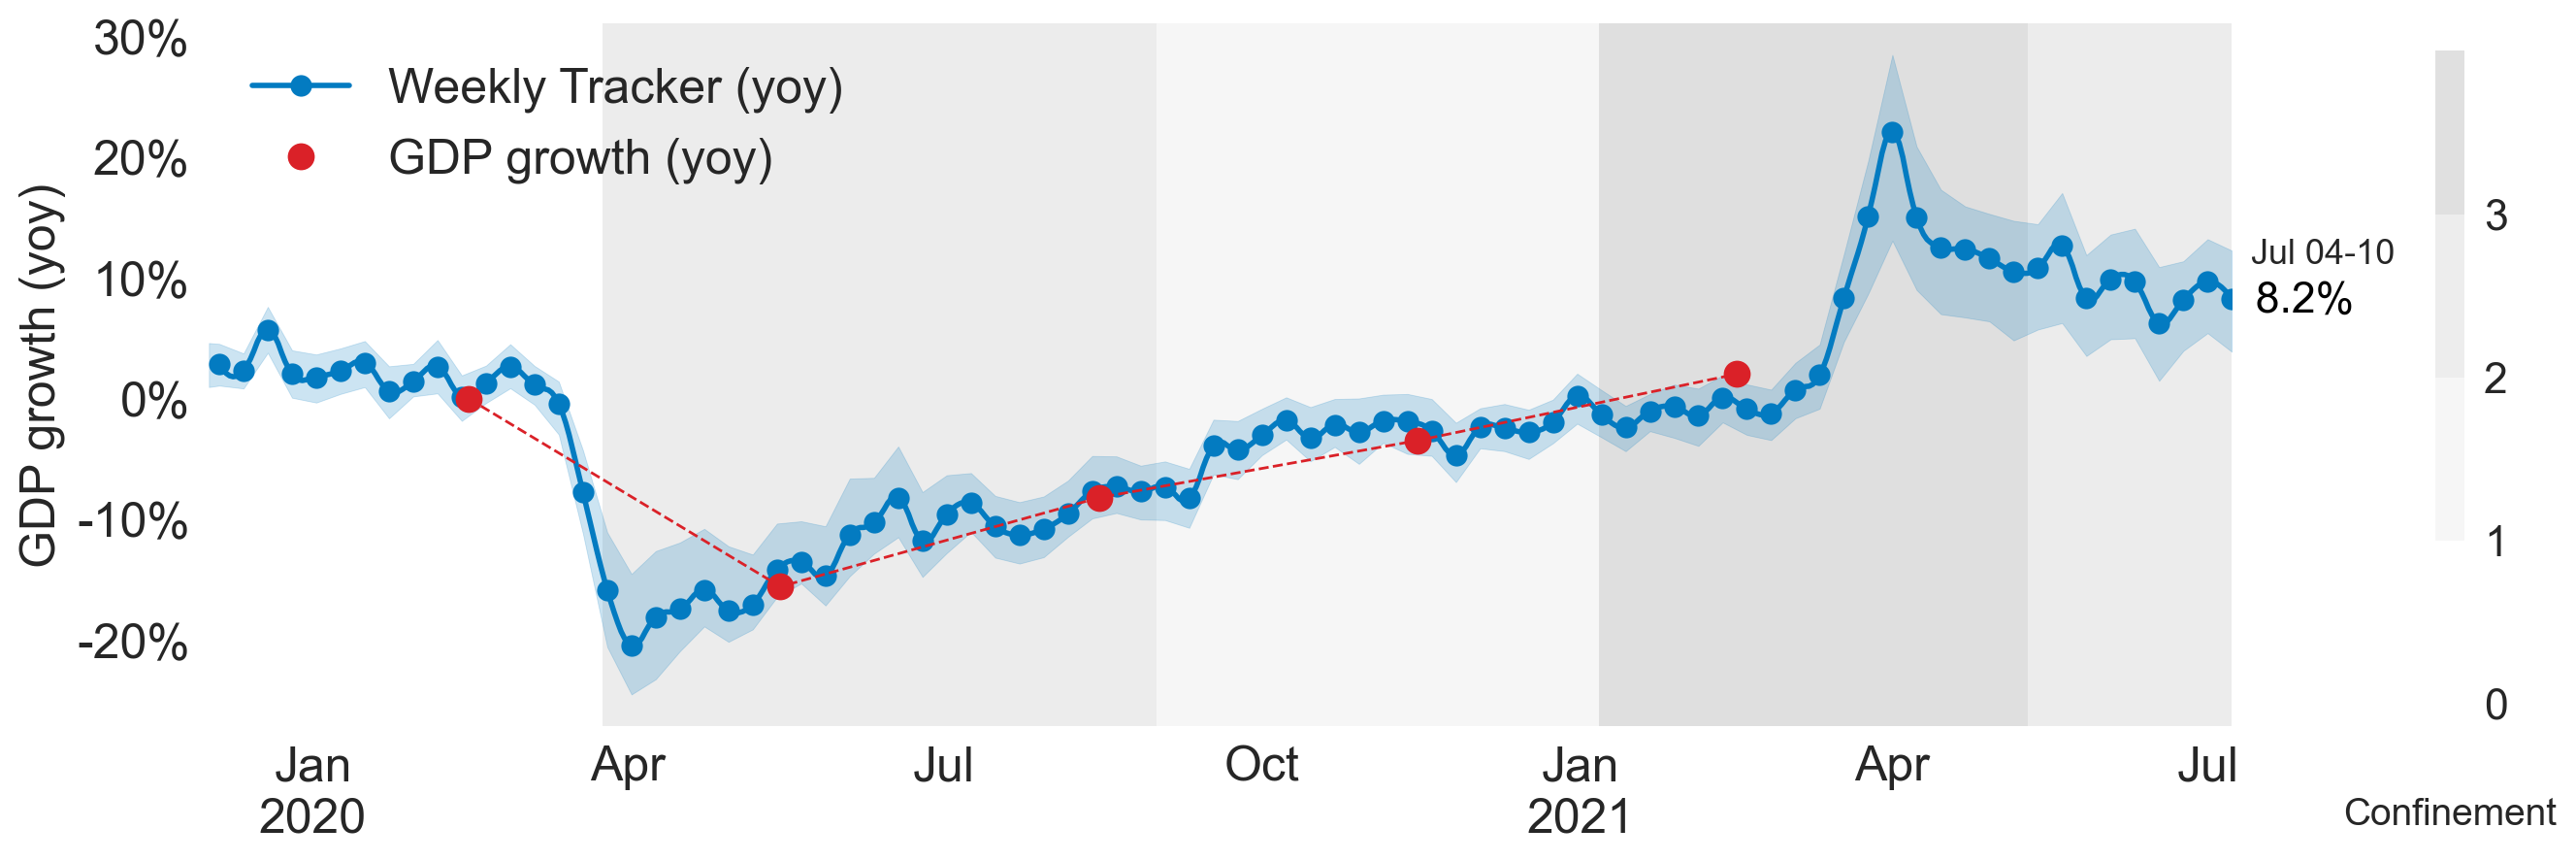 30%
20%
10%
0%
-10%
-20%
GDP growth (yoy)
Weekly Tracker (yoy)
GDP growth (yoy)
Jul 04-10
8.2%
3
2
1
0
Confinement
Jan Apr Jul Oct Jan Apr Jul
2020 2021